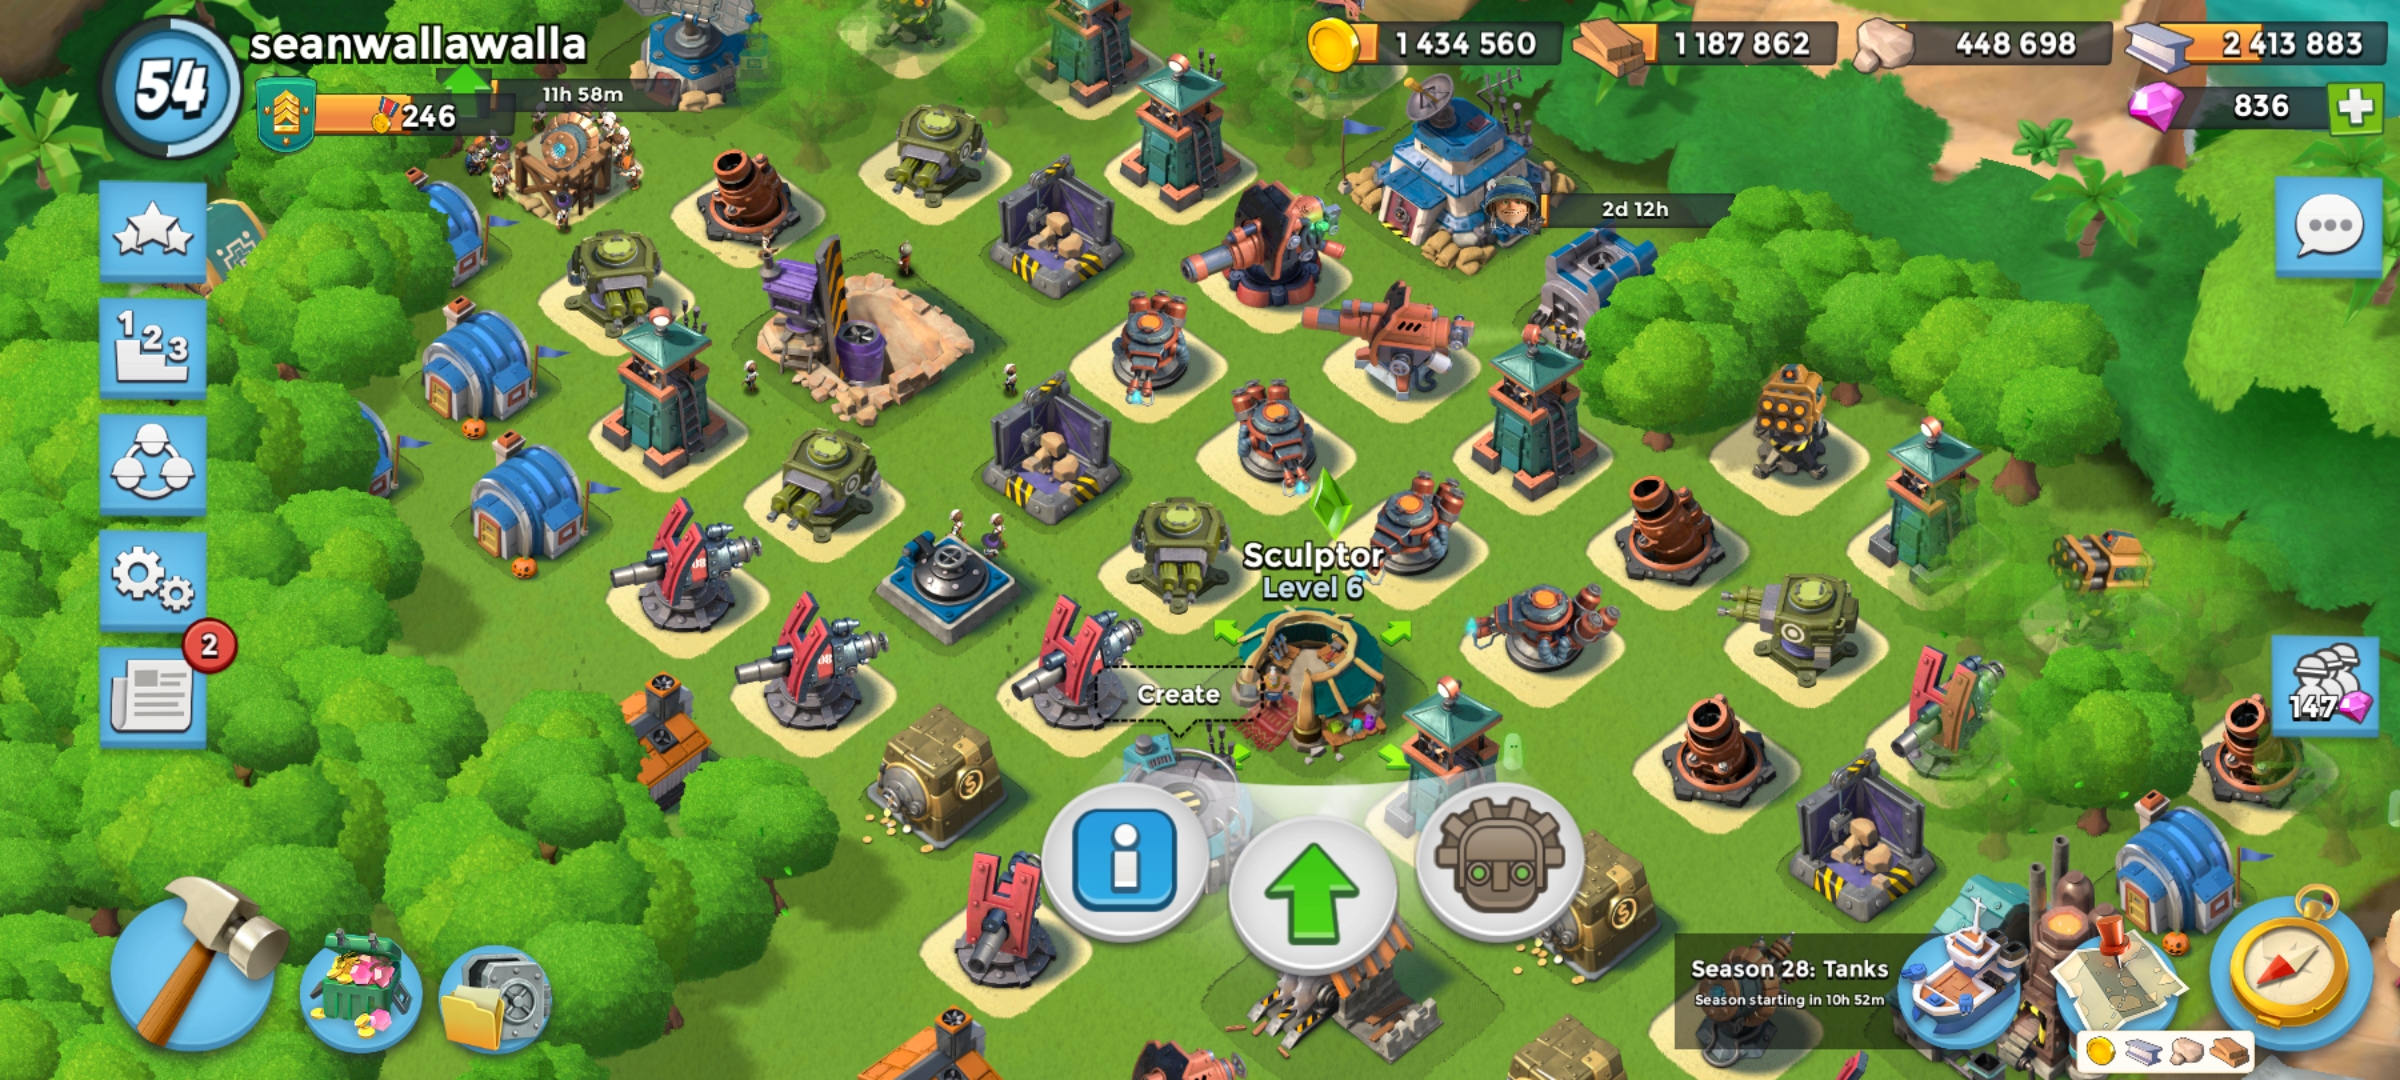 54
seanwallawalla
246
11h 58m
1 434 560
1 187 862
448 698
2 413 883
836
2d 12h
1 2 3
2
Sculptor
Level 6
Create
147
Season 28: Tanks
Season starting in 10h 52m